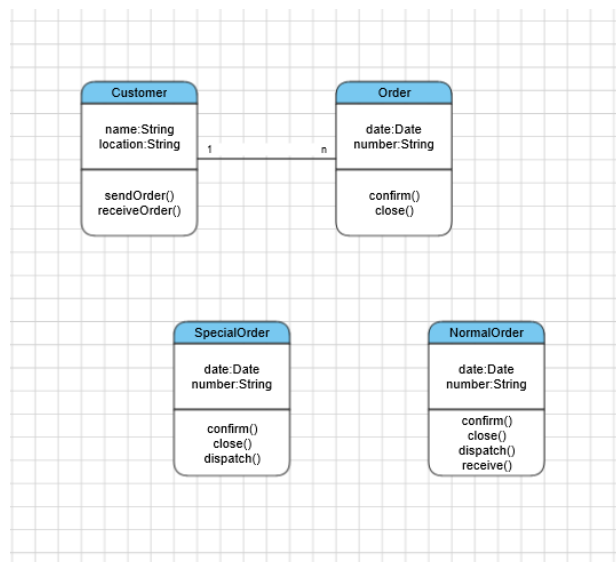 Customer
name:String
location:String
sendOrder()
receiveOrder()
1
n
Order
date:Date
number:String
confirm()
close()
SpecialOrder
date:Date
number:String
confirm()
close()
dispatch()
NormalOrder
date:Date
number:String
confirm()
close()
dispatch()
receive()